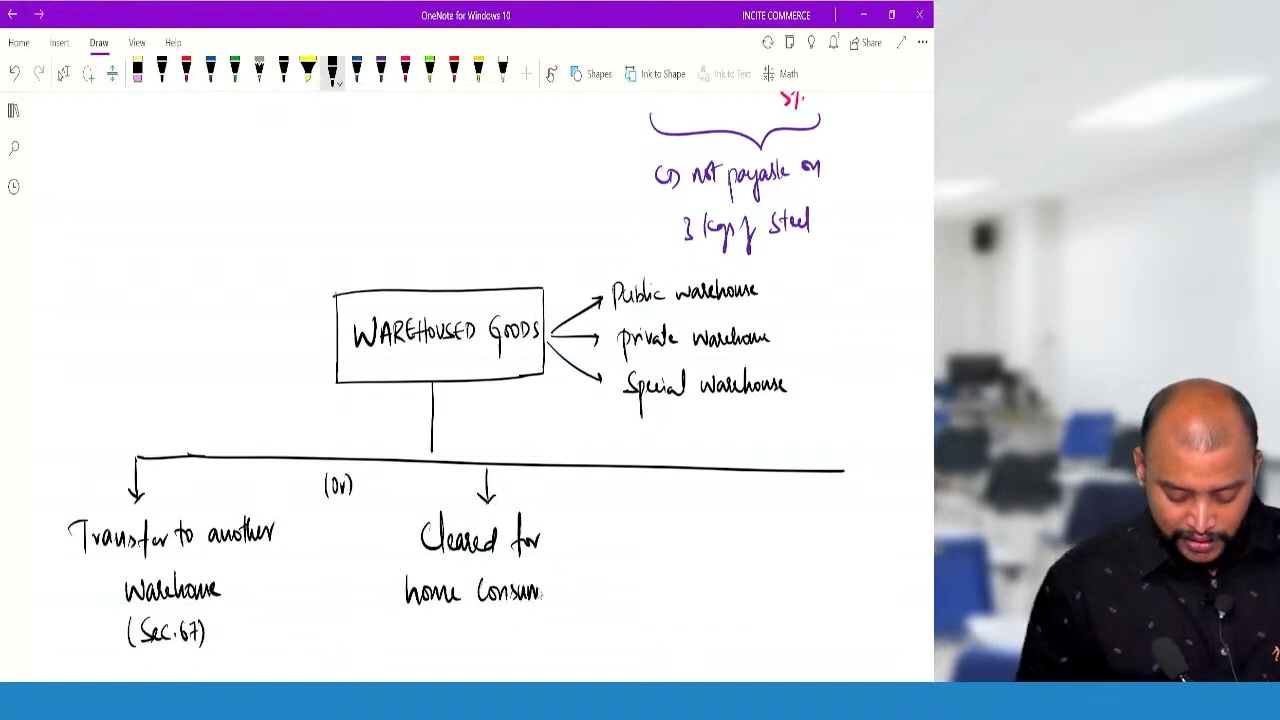 OneNote for Windows 10
INCITE COMMERCE
Home Insert Draw View Help
Share
Shapes Ink to Shape Ink to Text Math
5%
CD not payable on
3 kgs of Steel
WAREHOUSED GOODS
Public warehouse
private warehouse
Special warehouse
(Or)
Transfer to another
warehouse
(Sec.67)
Cleared for
home consum